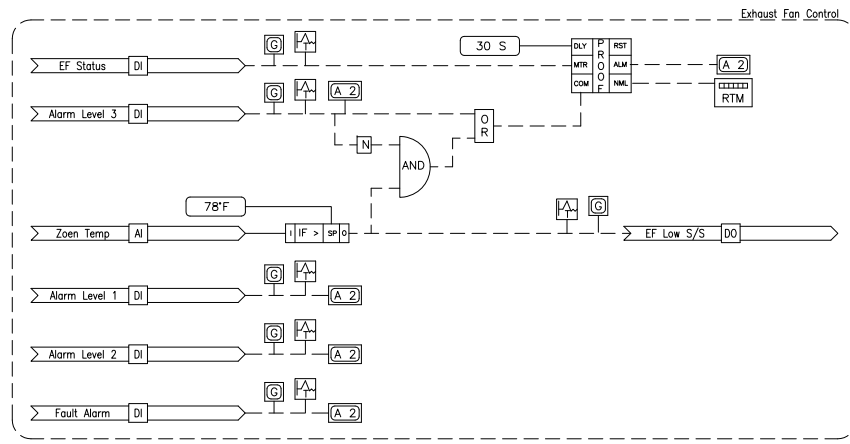 Exhaust Fan Control
EF Status DI G T 30 S DLY MTR COM PROOF RST ALM NML A 2
RTM
Alarm Level 3 DI G T A 2 OR
N AND
78°F
Zoen Temp AI I IF > SP O T G EF Low S/S DO
Alarm Level 1 DI G T A 2
Alarm Level 2 DI G T A 2
Fault Alarm DI G T A 2